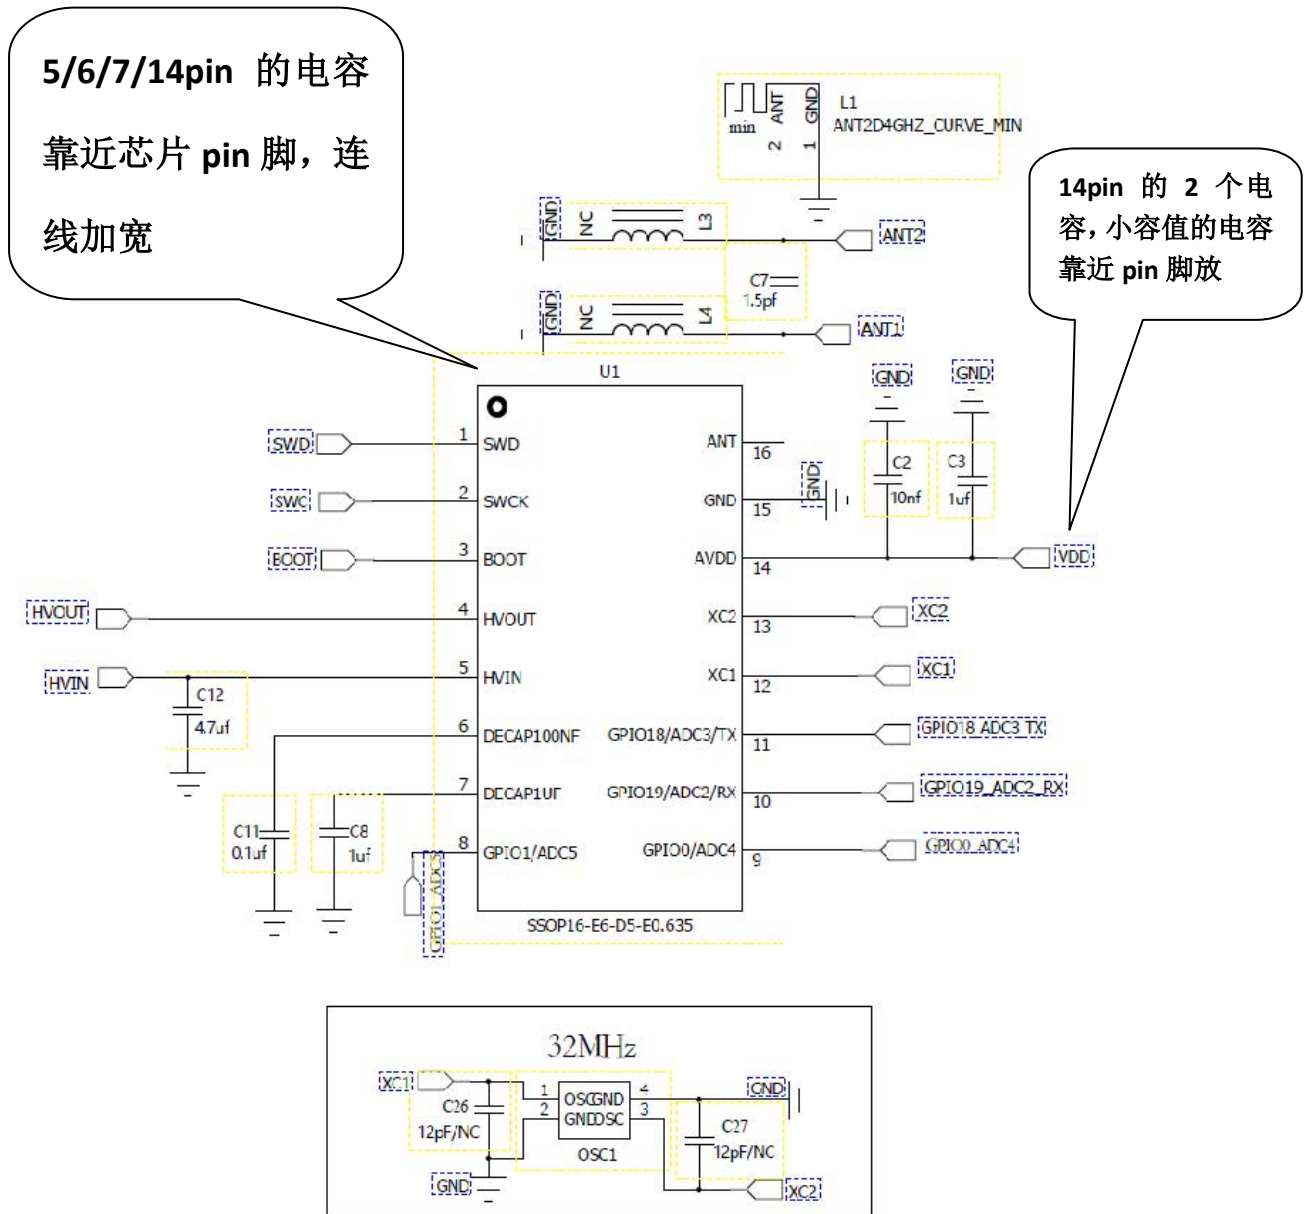 5/6/7/14pin 的电容
靠近芯片 pin 脚，连
线加宽
min
ANT
GND
2
1
L1
ANT2D4GHZ_CURVE_MIN
14pin 的 2 个电
容，小容值的电容
靠近 pin 脚放
GND
NC
L3
ANT2
C7
1.5pf
GND
NC
L4
ANT1
U1
GND
GND
C2
10nf
C3
1uf
SWD
1
SWD
ANT
16
SWC
2
SWCK
GND
15
GND
BOOT
3
BOOT
AVDD
14
VDD
HVOUT
4
HVOUT
XC2
13
XC2
HVIN
5
HVIN
XC1
12
XC1
C12
4.7uf
6
DECAP100NF
GPIO18/ADC3/TX
11
GPIO18_ADC3_TX
7
DECAP1UF
GPIO19/ADC2/RX
10
GPIO19_ADC2_RX
C11
0.1uf
C8
1uf
8
GPIO1/ADC5
GPIO0/ADC4
9
GPIO0_ADC4
GPIO1_ADC5
SSOP16-E6-D5-E0.635
32MHz
XC1
C26
12pF/NC
1
2
OSCGND
GNDOSC
4
3
OSC1
GND
C27
12pF/NC
GND
XC2